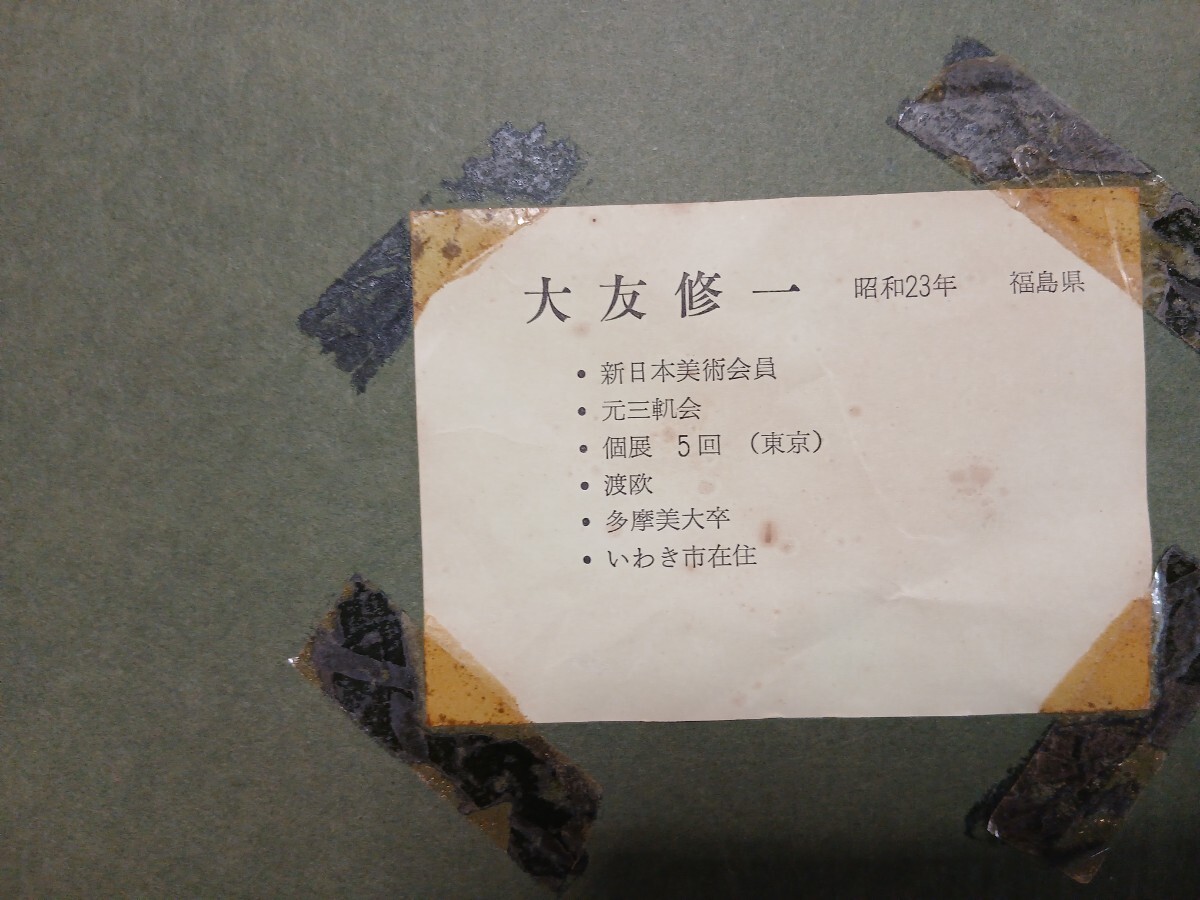 大友修一 昭和23年 福島県
• 新日本美術会員
• 元三軌会
• 個展 5回 （東京）
• 渡欧
• 多摩美大卒
• いわき市在住